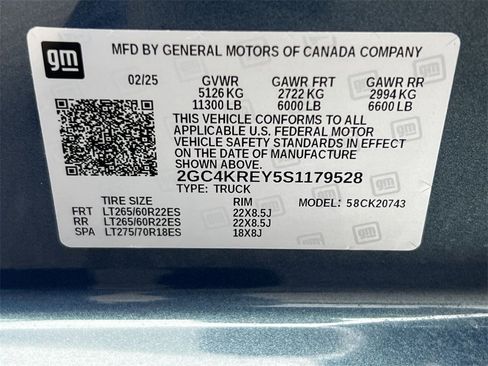 gm MFD BY GENERAL MOTORS OF CANADA COMPANY
02/25 GVWR GAWR FRT GAWR RR
5126 KG 2722 KG 2994 KG
11300 LB 6000 LB 6600 LB
THIS VEHICLE CONFORMS TO ALL
APPLICABLE U.S. FEDERAL MOTOR
VEHICLE SAFETY STANDARDS IN EFFECT
ON THE DATE OF MANUFACTURE
SHOWN ABOVE.
2GC4KREY5S1179528
TYPE: TRUCK
TIRE SIZE RIM MODEL: 58CK20743
FRT LT265/60R22ES 22X8.5J
RR LT265/60R22ES 22X8.5J
SPA LT275/70R18ES 18X8J